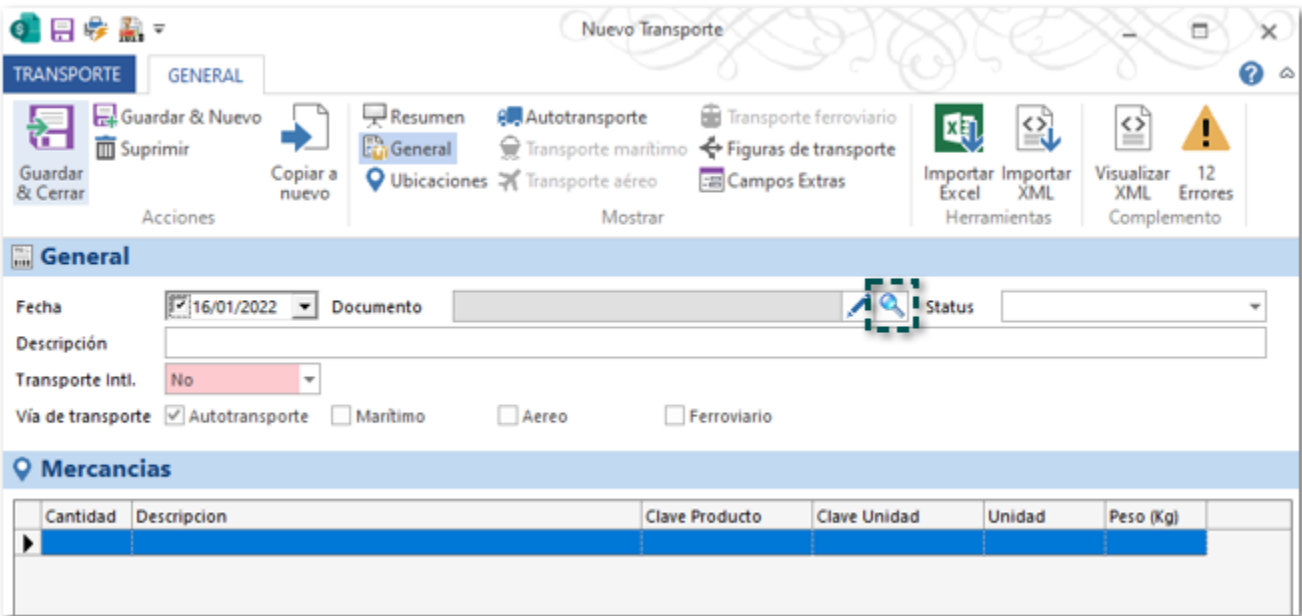 Nuevo Transporte
TRANSPORTE GENERAL
Guardar & Cerrar
Guardar & Nuevo
Suprimir
Copiar a nuevo
Acciones
Resumen
General
Ubicaciones
Autotransporte
Transporte marítimo
Transporte aéreo
Transporte ferroviario
Figuras de transporte
Campos Extras
Mostrar
Importar Excel
Importar XML
Herramientas
Visualizar XML
12 Errores
Complemento
General
Fecha 16/01/2022 Documento Status
Descripción
Transporte Intl. No
Vía de transporte Autotransporte Marítimo Aereo Ferroviario
Mercancias
Cantidad Descripcion Clave Producto Clave Unidad Unidad Peso (Kg)